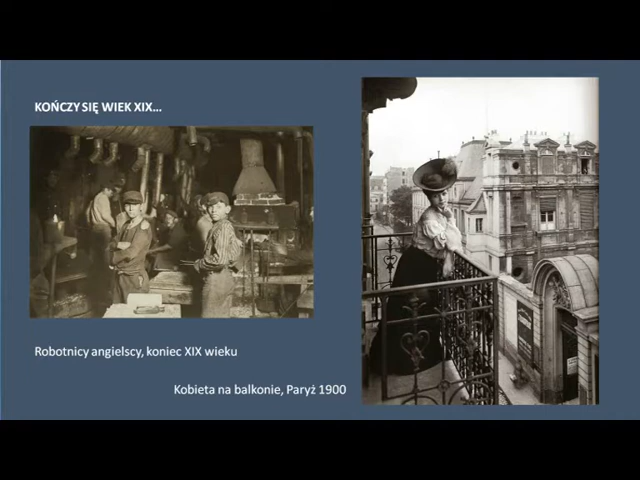 KOŃCZY SIĘ WIEK XIX...
Robotnicy angielscy, koniec XIX wieku
Kobieta na balkonie, Paryż 1900